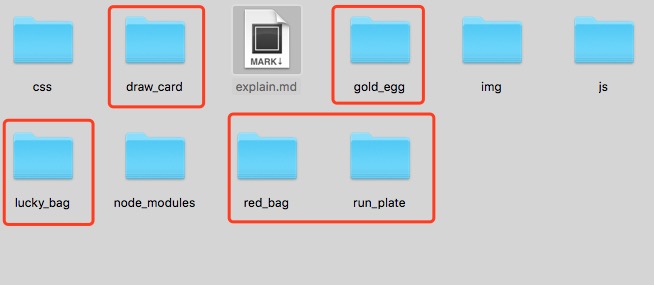 MARK↓
css
draw_card
explain.md
gold_egg
img
js
lucky_bag
node_modules
red_bag
run_plate